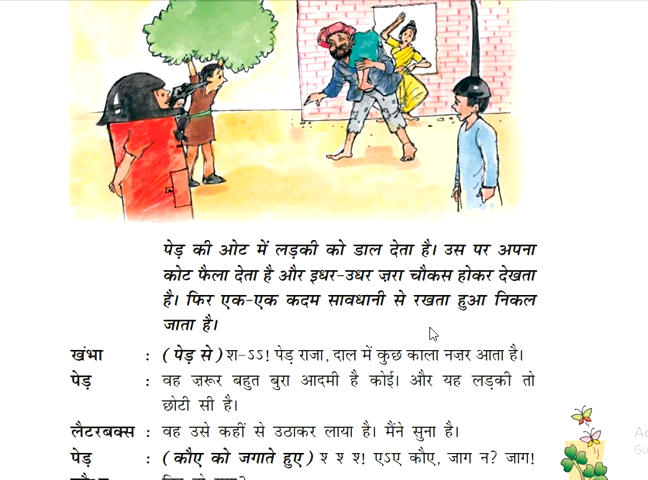 पेड़ की ओट में लड़की को डाल देता है। उस पर अपना
कोट फैला देता है और इधर-उधर ज़रा चौकस होकर देखता
है। फिर एक-एक कदम सावधानी से रखता हुआ निकल
जाता है।
खंभा : (पेड़ से) श-ऽऽ! पेड़ राजा, दाल में कुछ काला नज़र आता है।
पेड़ : वह ज़रूर बहुत बुरा आदमी है कोई। और यह लड़की तो
छोटी सी है।
लैटरबक्स : वह उसे कहीं से उठाकर लाया है। मैंने सुना है।
पेड़ : (कौए को जगाते हुए) श् श् श्! एऽए कौए, जाग न? जाग!